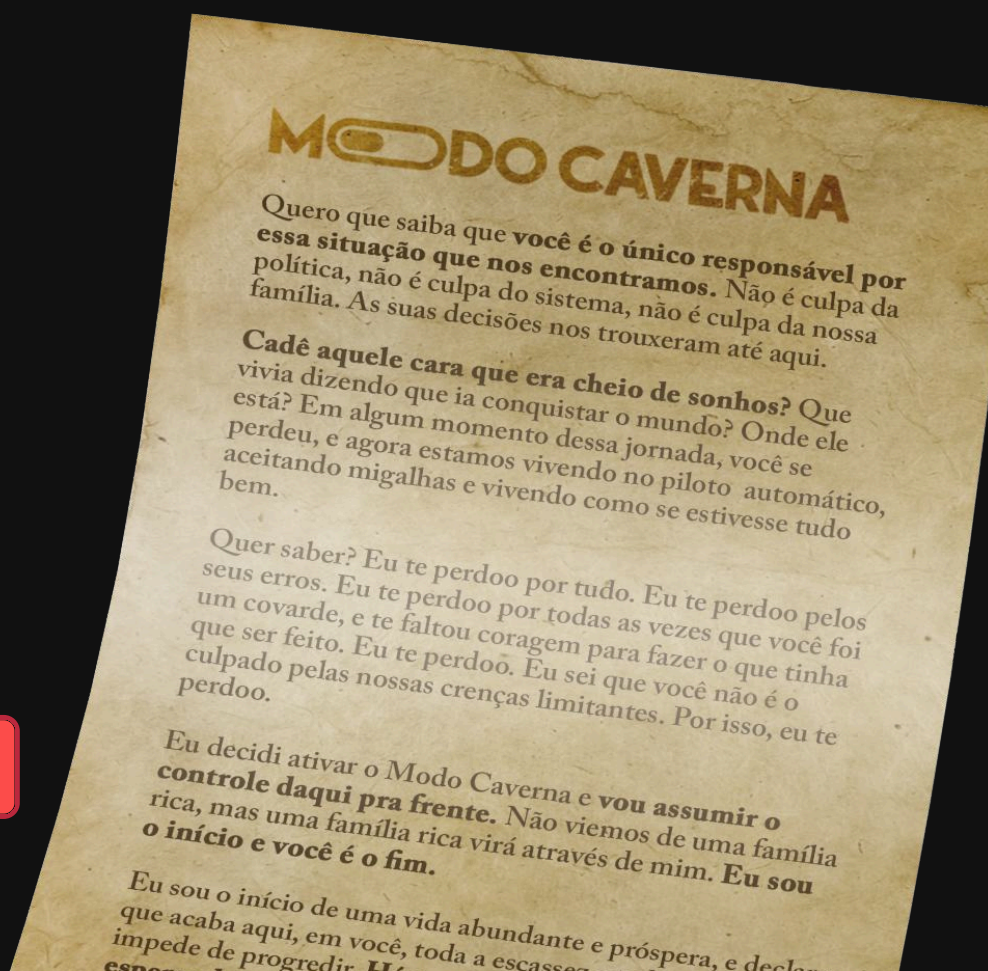 MODO CAVERNA
Quero que saiba que você é o único responsável por
essa situação que nos encontramos. Não é culpa da
política, não é culpa do sistema, não é culpa da nossa
família. As suas decisões nos trouxeram até aqui.
Cadê aquele cara que era cheio de sonhos? Que
vivia dizendo que ia conquistar o mundo? Onde ele
está? Em algum momento dessa jornada, você se
perdeu, e agora estamos vivendo no piloto automático,
aceitando migalhas e vivendo como se estivesse tudo
bem.
Quer saber? Eu te perdoo por tudo. Eu te perdoo pelos
seus erros. Eu te perdoo por todas as vezes que você foi
um covarde, e te faltou coragem para fazer o que tinha
que ser feito. Eu te perdoo. Eu sei que você não é o
culpado pelas nossas crenças limitantes. Por isso, eu te
perdoo.
Eu decidi ativar o Modo Caverna e vou assumir o
controle daqui pra frente. Não viemos de uma família
rica, mas uma família rica virá através de mim. Eu sou
o início e você é o fim.
Eu sou o início de uma vida abundante e próspera, e
que acaba aqui, em você, toda a escassez
impede de progredir.